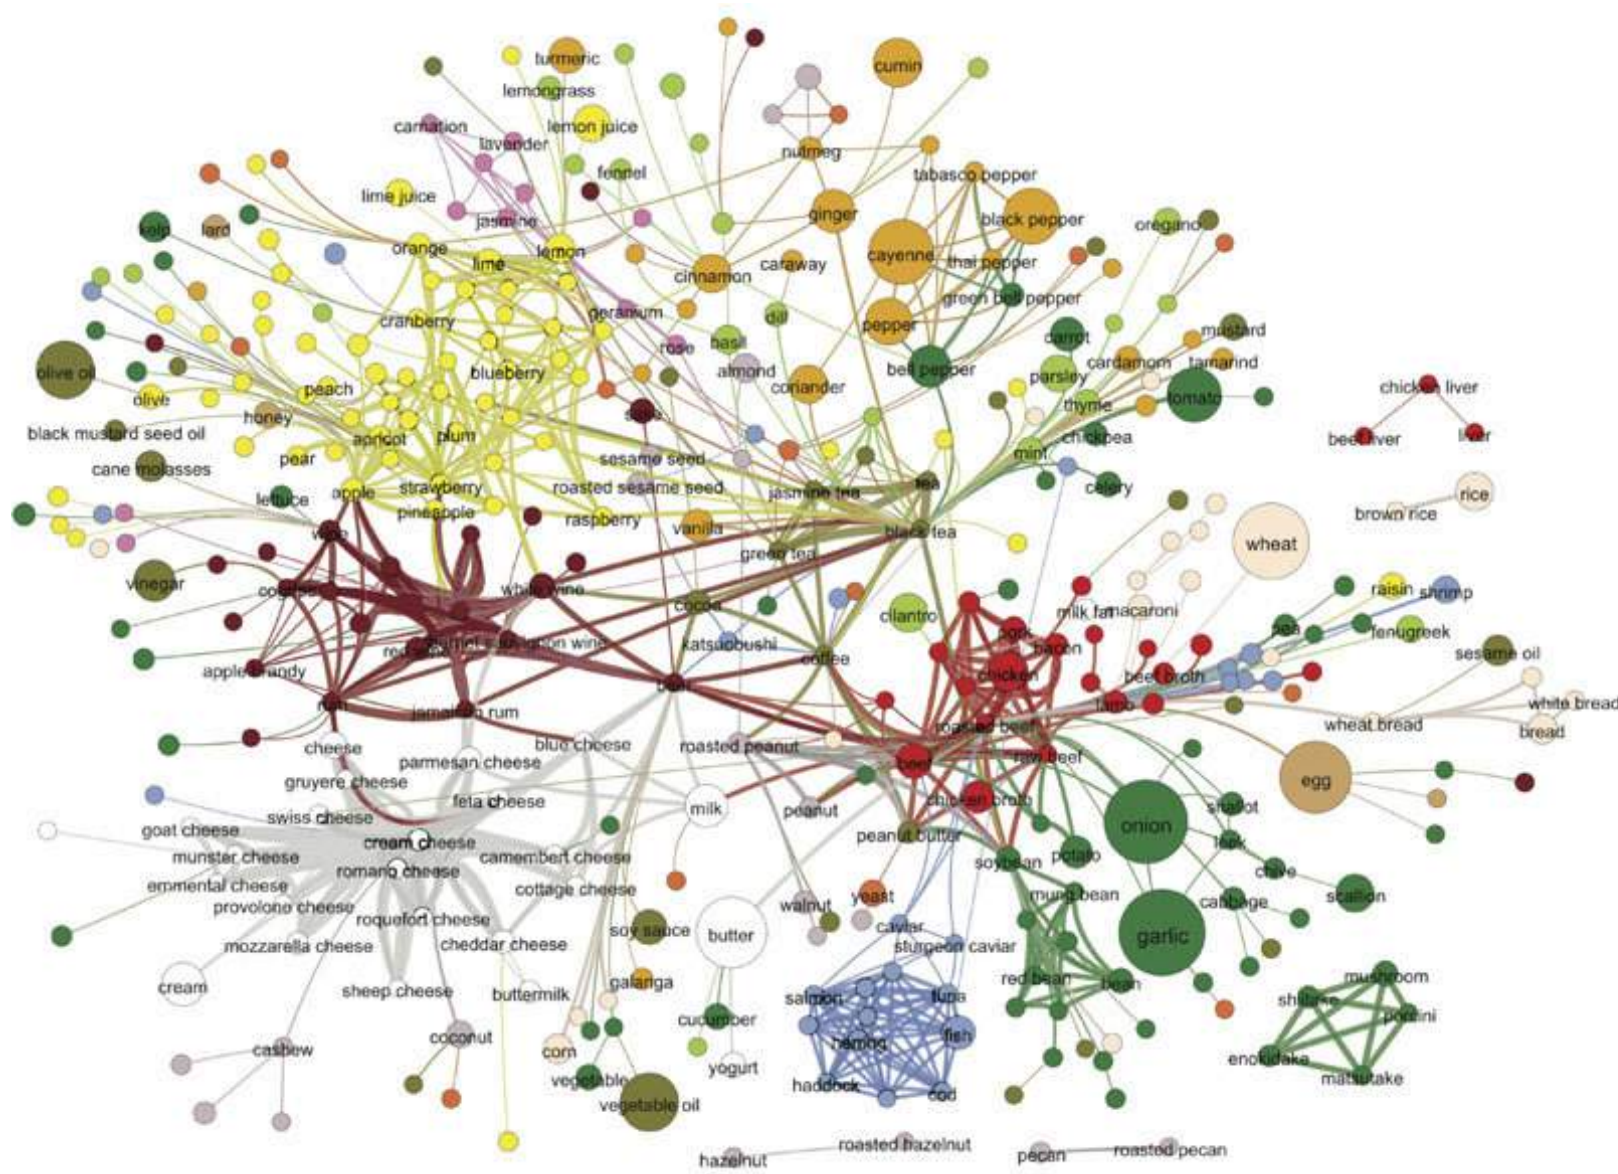 turmeric
cumin
lemongrass
carnation
lemon juice
lavender
nutmeg
fennel
tabasco pepper
lime juice
jasmine
ginger
black pepper
oregano
kelp
lard
orange
lemon
lime
cayenne
thai pepper
cinnamon
caraway
green bell pepper
geranium
cranberry
dill
pepper
mustard
carrot
rose
basil
olive oil
blueberry
almond
bell pepper
cardamom
tamarind
parsley
peach
coriander
chicken liver
olive
tomato
honey
thyme
black mustard seed oil
apricot
plum
chickpea
beef liver
liver
pear
sesame seed
mint
cane molasses
strawberry
roasted sesame seed
jasmine tea
tea
celery
lettuce
apple
rice
pineapple
raspberry
vanilla
brown rice
wine
black tea
wheat
green tea
vinegar
white wine
cognac
cocoa
cilantro
milk fat
macaroni
raisin
shrimp
pork
pea
cabernet sauvignon wine
katsuobushi
fenugreek
bacon
sesame oil
apple brandy
coffee
chicken
beef broth
beer
rum
jamaican rum
lamb
white bread
cheese
blue cheese
roasted peanut
roasted beef
wheat bread
bread
parmesan cheese
raw beef
beef
gruyere cheese
egg
feta cheese
chicken broth
milk
peanut
shallot
swiss cheese
goat cheese
onion
peanut butter
cream cheese
leek
munster cheese
camembert cheese
soybean
potato
romano cheese
chive
emmental cheese
cottage cheese
mung bean
yeast
cabbage
scallion
provolone cheese
walnut
roquefort cheese
caviar
soy sauce
butter
garlic
mozzarella cheese
cheddar cheese
sturgeon caviar
red bean
mushroom
galanga
bean
cream
sheep cheese
buttermilk
salmon
tuna
shiitake
porcini
cucumber
coconut
fish
herring
cashew
corn
enokidake
yogurt
vegetable
haddock
cod
matsutake
vegetable oil
hazelnut
roasted hazelnut
pecan
roasted pecan